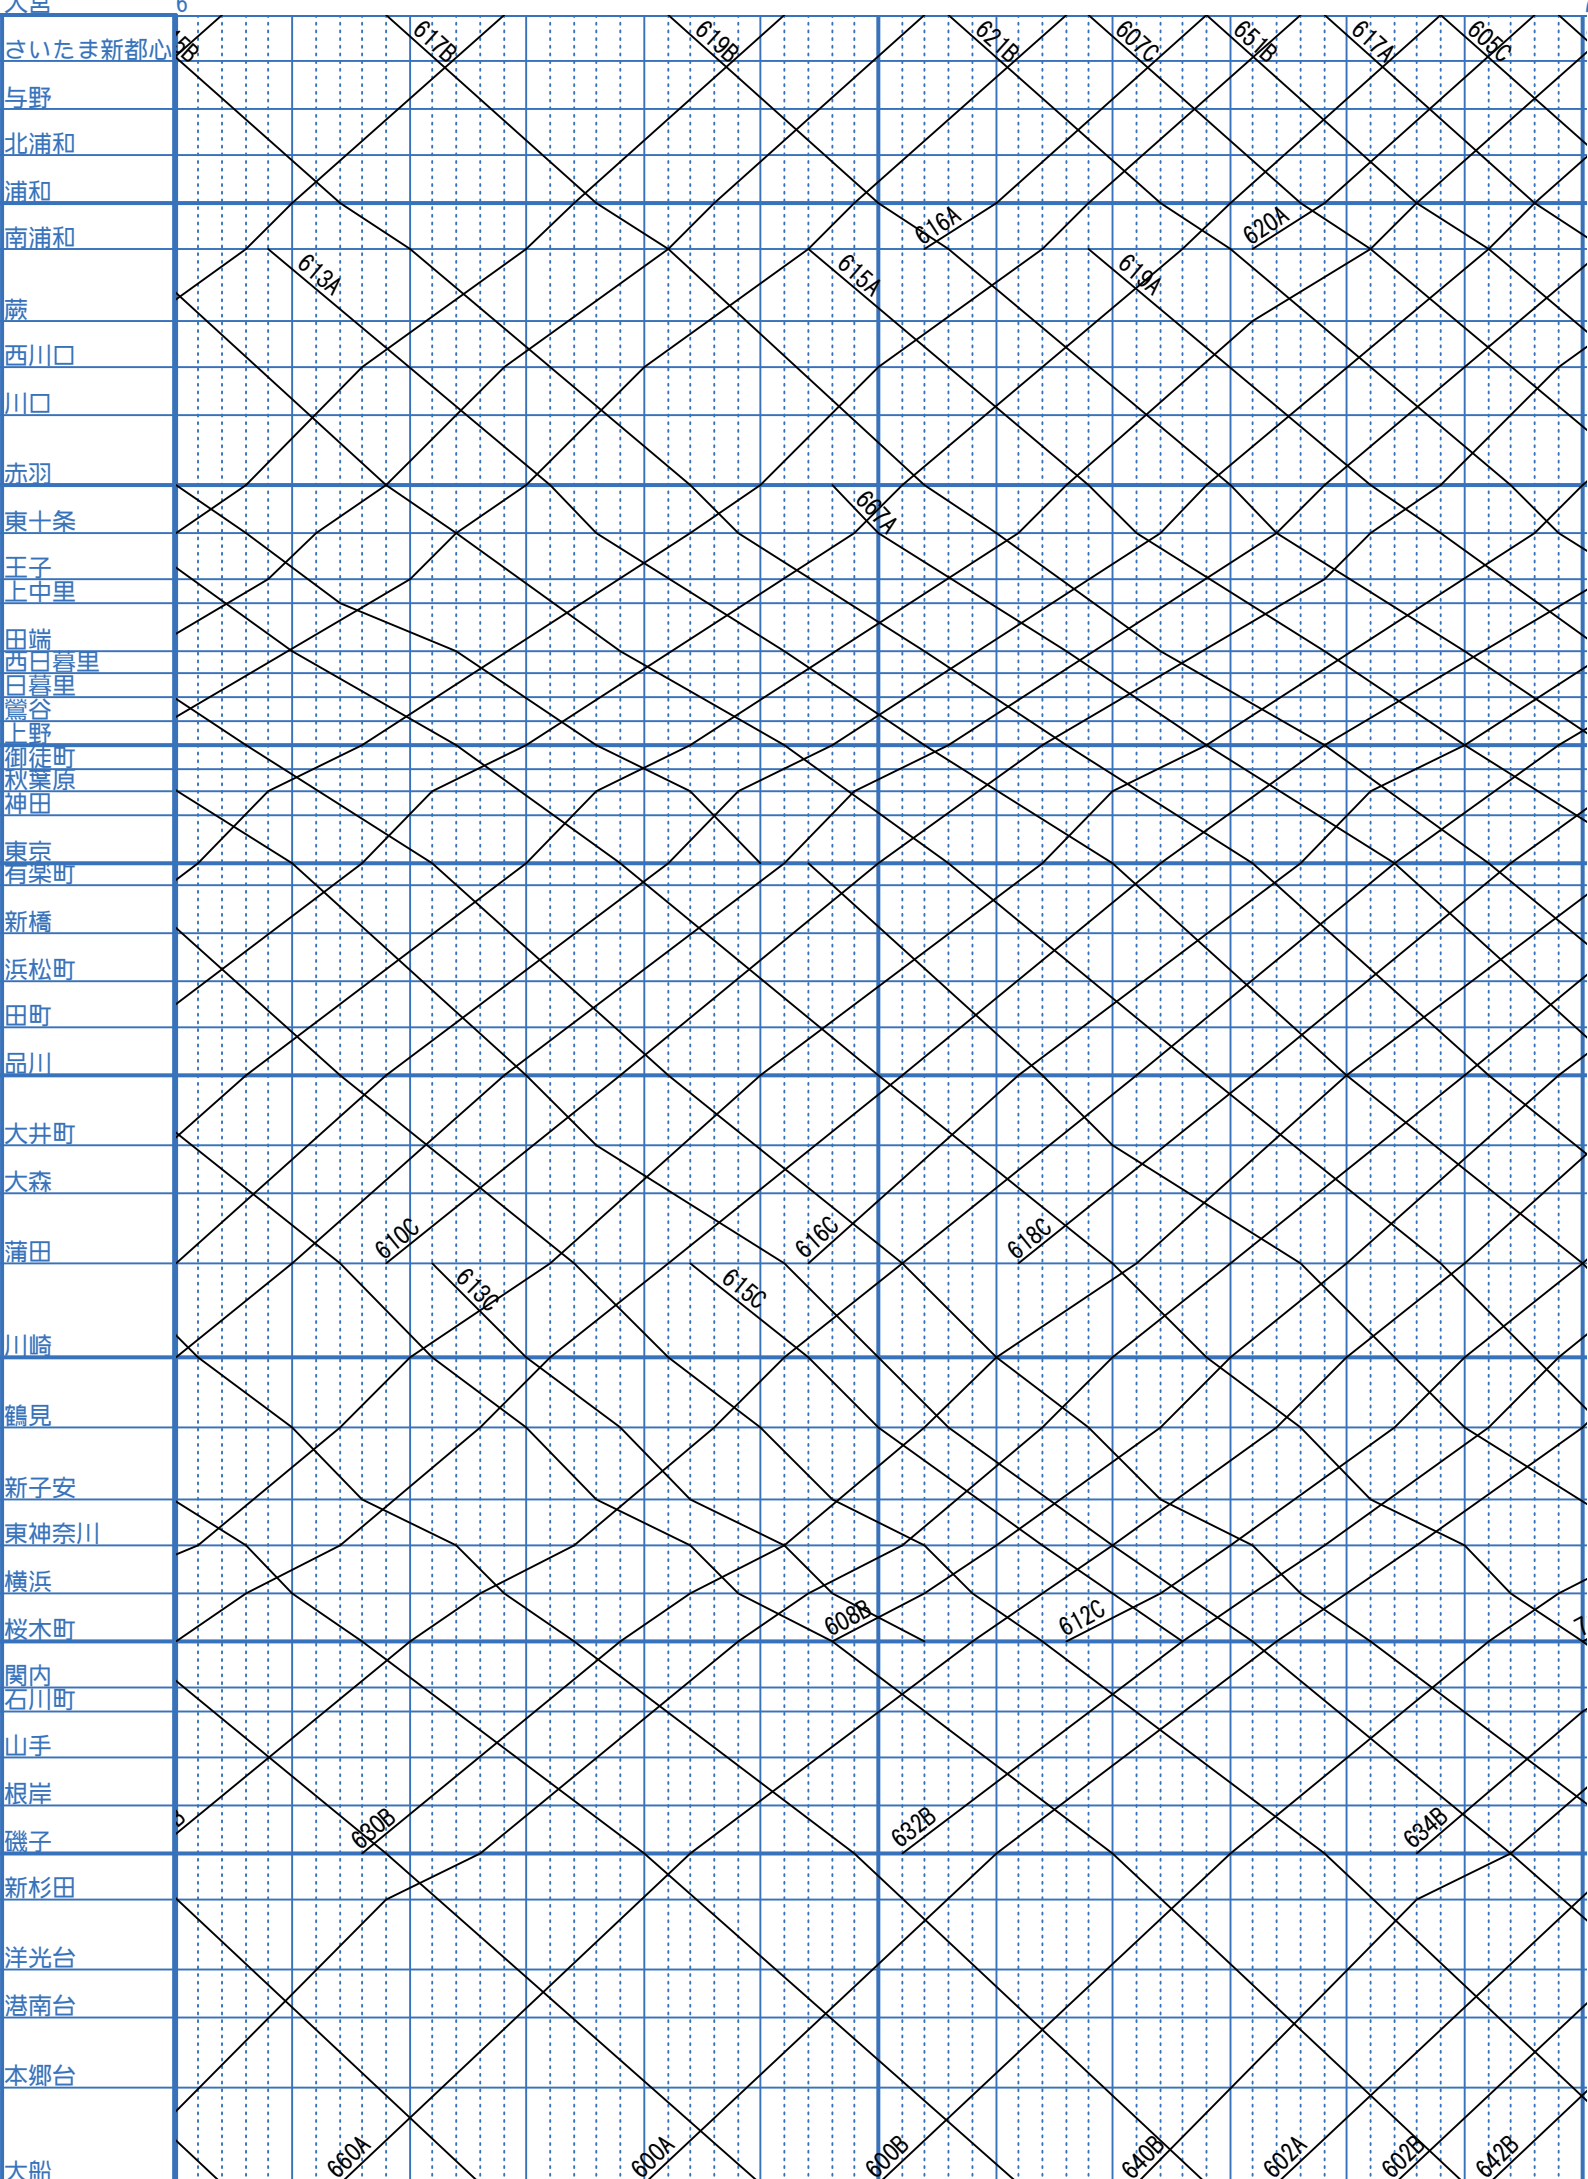 大宮 6
さいたま新都心 5B 617B 619B 621B 607C 651B 617A 605C
与野
北浦和
浦和
南浦和 616A 620A
蕨 613A 615A 619A
西川口
川口
赤羽
東十条 667A
王子
上中里
田端
西日暮里
日暮里
鶯谷
上野
御徒町
秋葉原
神田
東京
有楽町
新橋
浜松町
田町
品川
大井町
大森
蒲田 610C 616C 618C
613C 615C
川崎
鶴見
新子安
東神奈川
横浜
桜木町 608B 612C 7
関内
石川町
山手
根岸
磯子 630B 632B 634B
新杉田
洋光台
港南台
本郷台
大船 660A 600A 600B 640B 602A 602B 642B